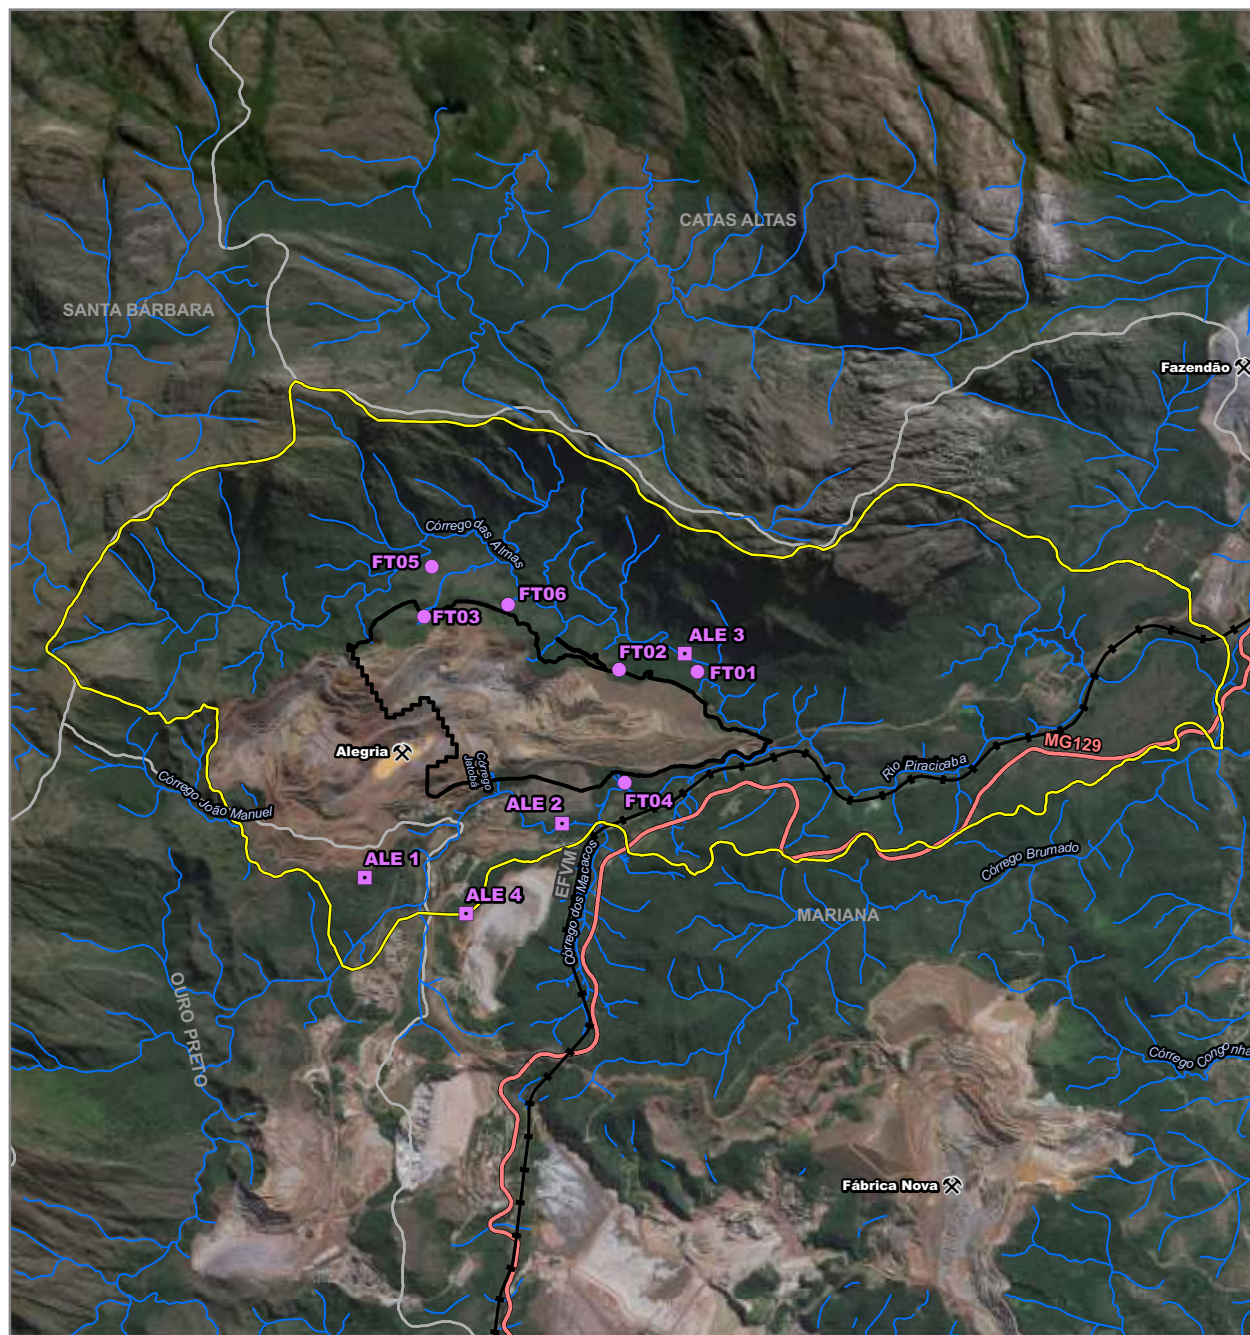 CATAS ALTAS
SANTA BÁRBARA
Fazendão
Córrego das Almas
FT05
FT06
FT03
ALE 3
FT02
FT01
Alegria
Córrego
Jatobá
MG129
Rio Piracicaba
Córrego João Manuel
ALE 2
FT04
ALE 1
EFVM
Córrego dos Macacos
Córrego Brumado
ALE 4
MARIANA
OURO PRETO
Córrego Congonha
Fábrica Nova